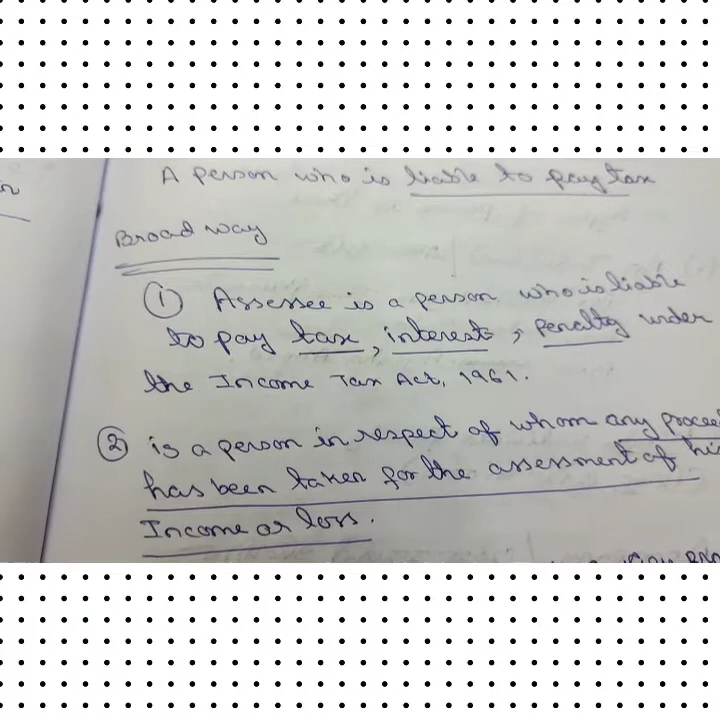 A person who is liable to pay tax
Broad way
① Assessee is a person who is liable
to pay tax, interest, penalty under
the Income Tax Act, 1961.
② is a person in respect of whom any
has been taken for the assessment of
Income or loss.